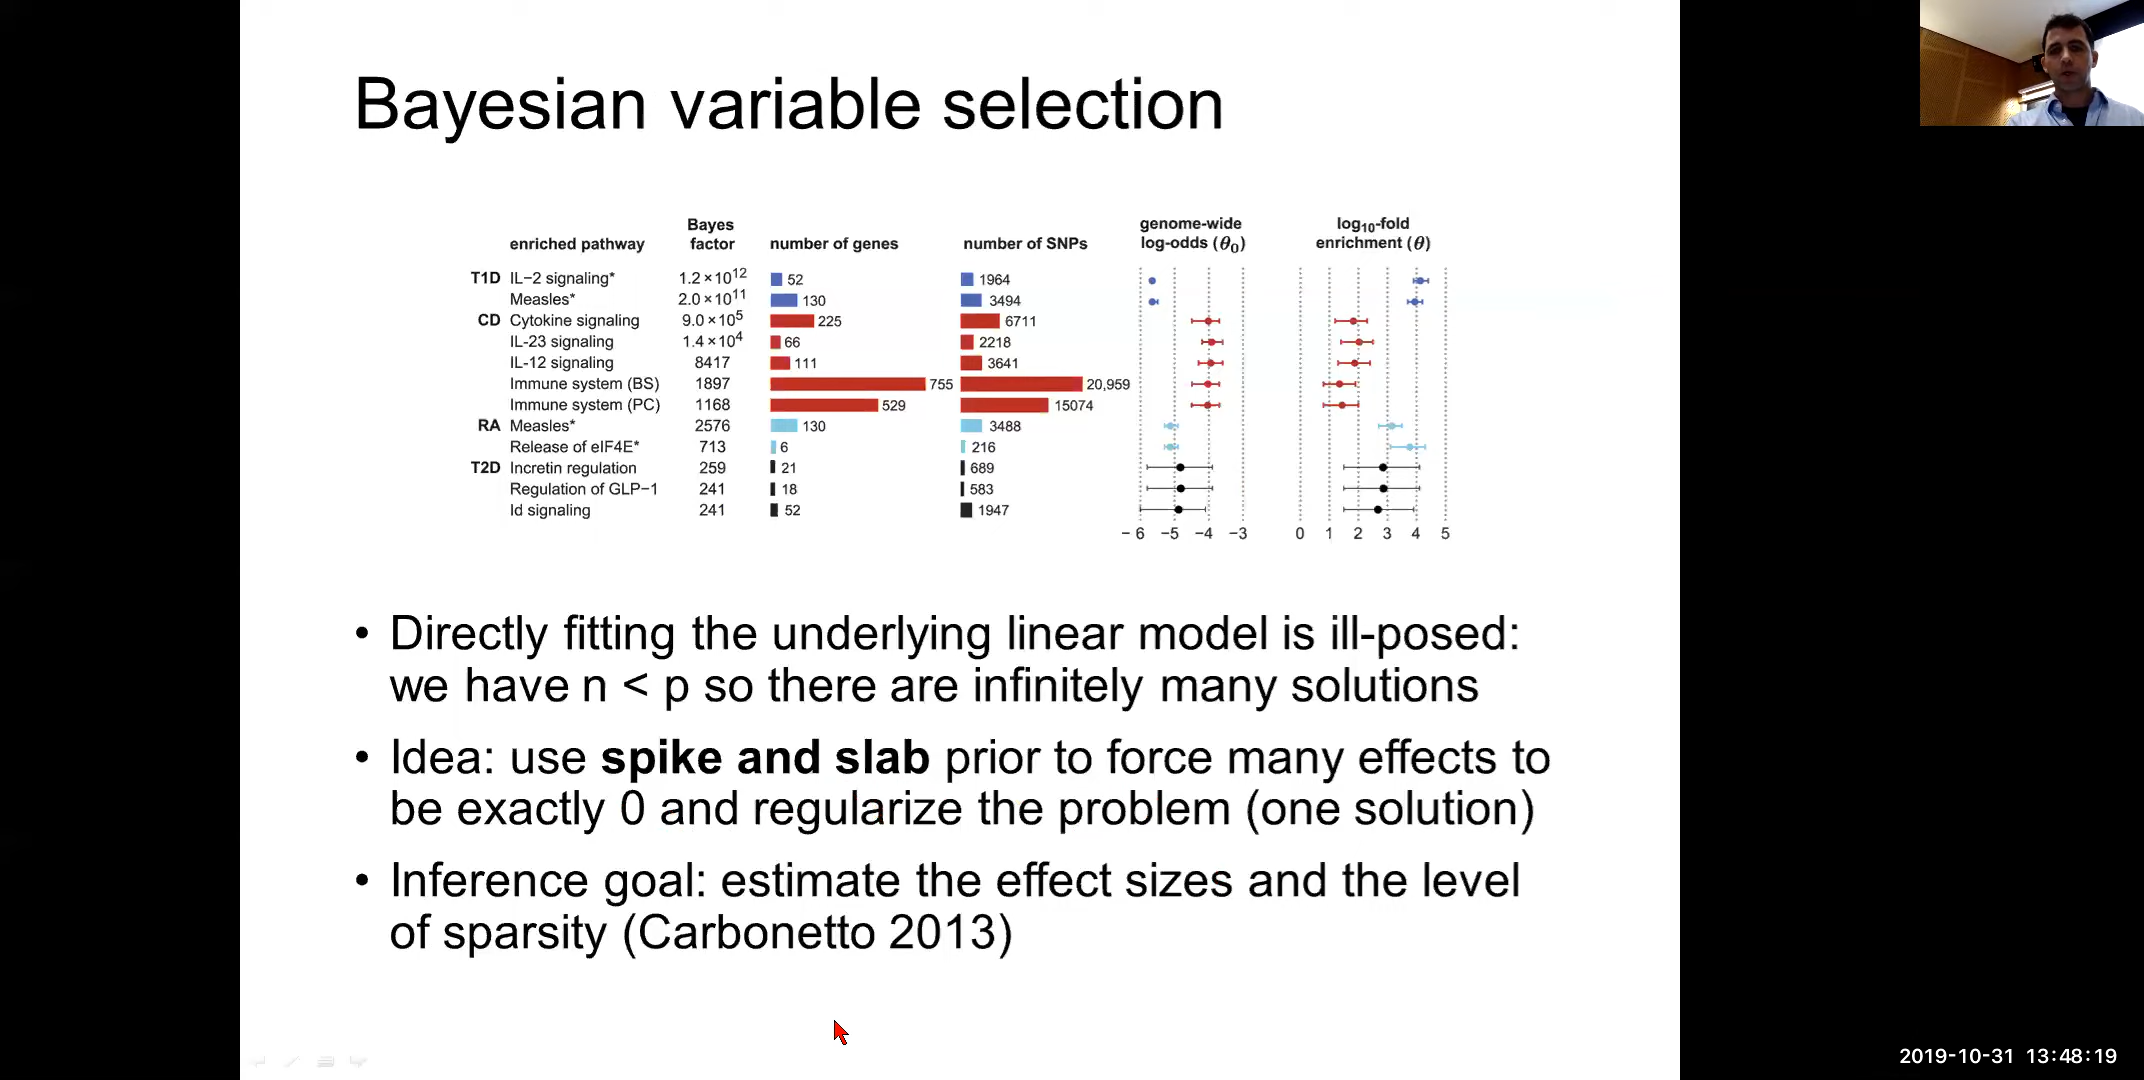 Bayesian variable selection
enriched pathway Bayes factor number of genes number of SNPs genome-wide log-odds (θ₀) log₁₀-fold enrichment (θ)
T1D IL−2 signaling* 1.2×10¹² 52 1964
Measles* 2.0×10¹¹ 130 3494
CD Cytokine signaling 9.0×10⁵ 225 6711
IL-23 signaling 1.4×10⁴ 66 2218
IL-12 signaling 8417 111 3641
Immune system (BS) 1897 755 20,959
Immune system (PC) 1168 529 15074
RA Measles* 2576 130 3488
Release of eIF4E* 713 6 216
T2D Incretin regulation 259 21 689
Regulation of GLP−1 241 18 583
Id signaling 241 52 1947
−6 −5 −4 −3 0 1 2 3 4 5
• Directly fitting the underlying linear model is ill-posed:
we have n < p so there are infinitely many solutions
• Idea: use spike and slab prior to force many effects to
be exactly 0 and regularize the problem (one solution)
• Inference goal: estimate the effect sizes and the level
of sparsity (Carbonetto 2013)
2019-10-31 13:48:19